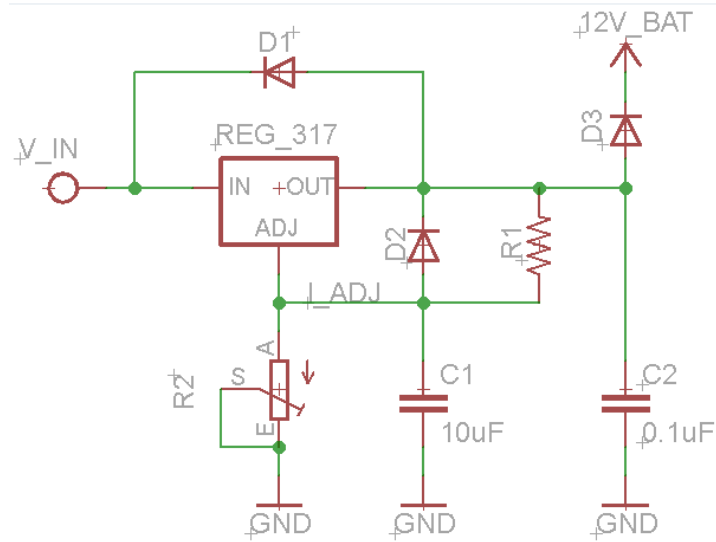 12V_BAT
D1
REG_317
V_IN
D3
IN
OUT
ADJ
D2
R1
I_ADJ
A
S
R2
E
C1
10uF
C2
0.1uF
GND
GND
GND